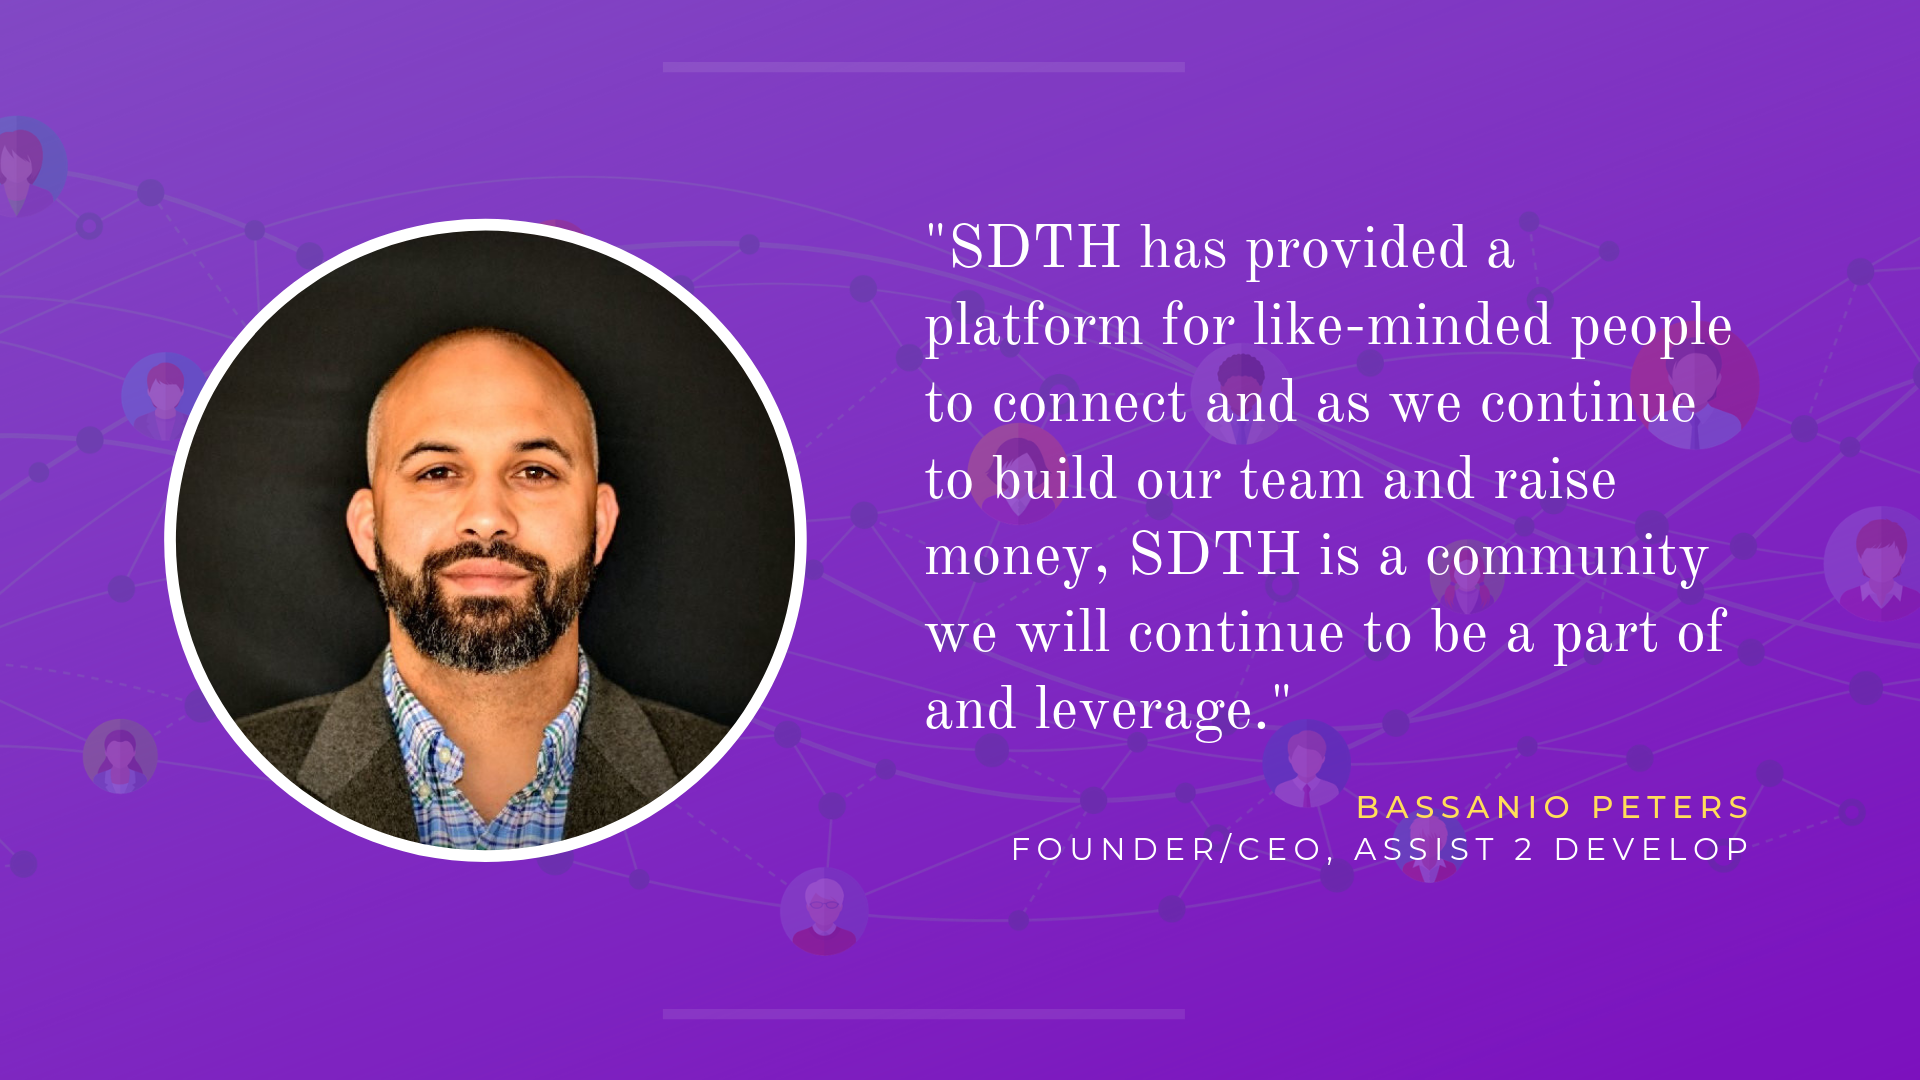 "SDTH has provided a
platform for like-minded people
to connect and as we continue
to build our team and raise
money, SDTH is a community
we will continue to be a part of
and leverage."
BASSANIO PETERS
FOUNDER/CEO, ASSIST 2 DEVELOP